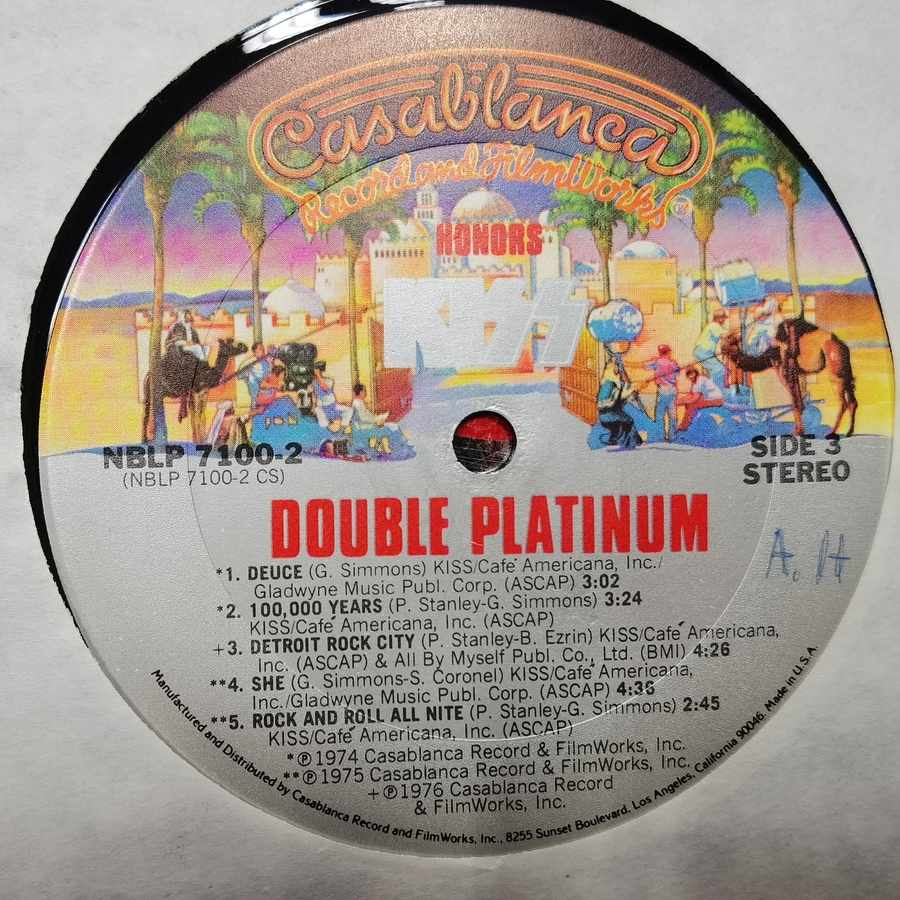 Casablanca
Record and FilmWorks
HONORS
KISS
NBLP 7100-2
(NBLP 7100-2 CS)
SIDE 3
STEREO
DOUBLE PLATINUM
A. H
*1. DEUCE (G. Simmons) KISS/Café Americana, Inc./
Gladwyne Music Publ. Corp. (ASCAP) 3:02
*2. 100,000 YEARS (P. Stanley-G. Simmons) 3:24
KISS/Café Americana, Inc. (ASCAP)
+3. DETROIT ROCK CITY (P. Stanley-B. Ezrin) KISS/Café Americana,
Inc. (ASCAP) & All By Myself Publ. Co., Ltd. (BMI) 4:26
**4. SHE (G. Simmons-S. Coronel) KISS/Café Americana,
Inc./Gladwyne Music Publ. Corp. (ASCAP) 4:36
**5. ROCK AND ROLL ALL NITE (P. Stanley-G. Simmons) 2:45
KISS/Café Americana, Inc. (ASCAP)
*℗1974 Casablanca Record & FilmWorks, Inc.
**℗1975 Casablanca Record & FilmWorks, Inc.
+℗1976 Casablanca Record
& FilmWorks, Inc.
Manufactured and Distributed by Casablanca Record and FilmWorks, Inc., 8255 Sunset Boulevard, Los Angeles, California 90046. Made in U.S.A.